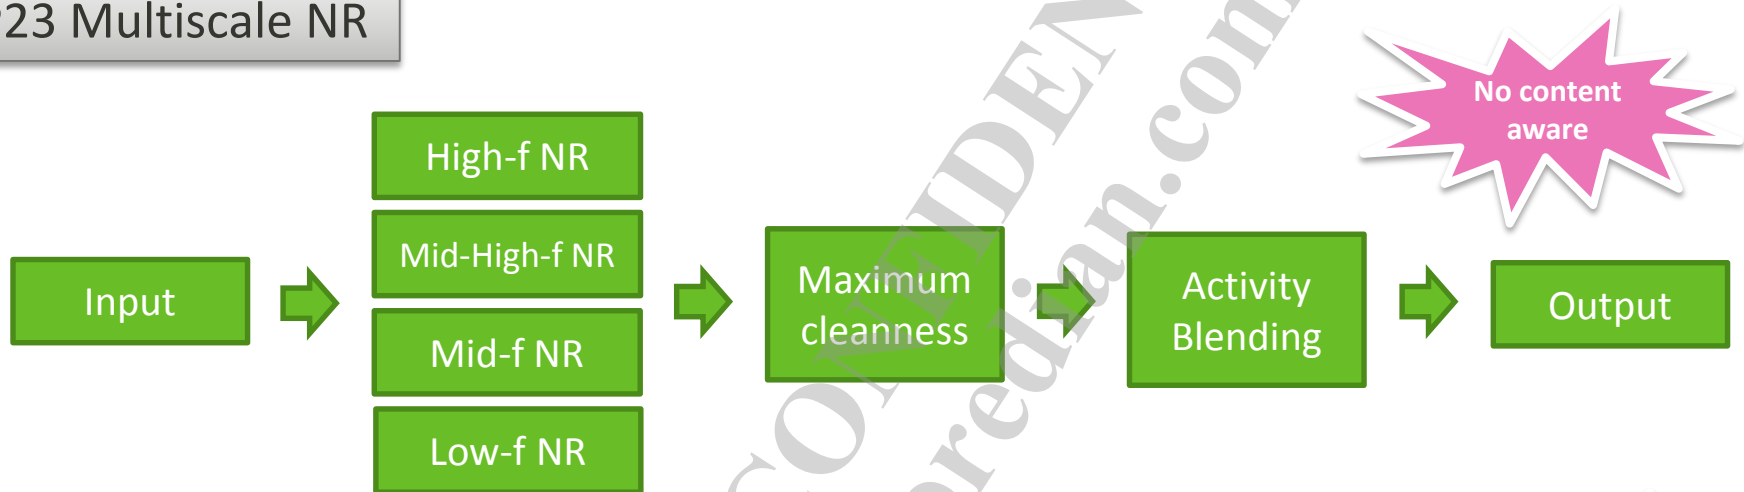 P23 Multiscale NR
No content
aware
High-f NR
Mid-High-f NR
Mid-f NR
Low-f NR
Input
Maximum
cleanness
Activity
Blending
Output